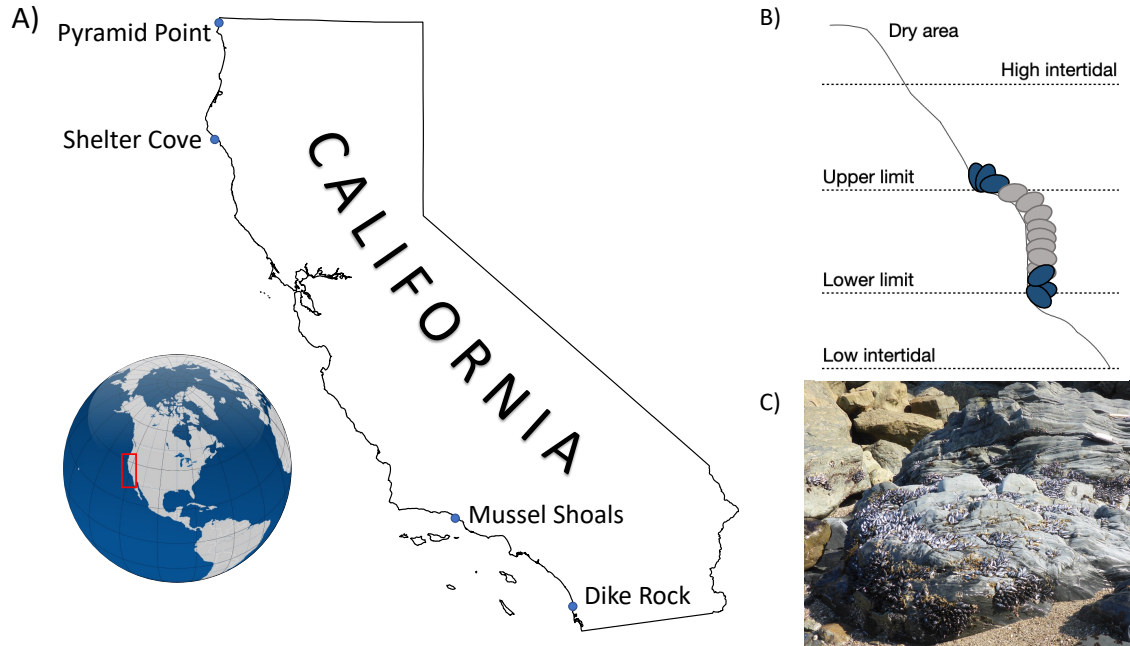 A)
Pyramid Point
Shelter Cove
CALIFORNIA
Mussel Shoals
Dike Rock
B)
Dry area
High intertidal
Upper limit
Lower limit
Low intertidal
C)